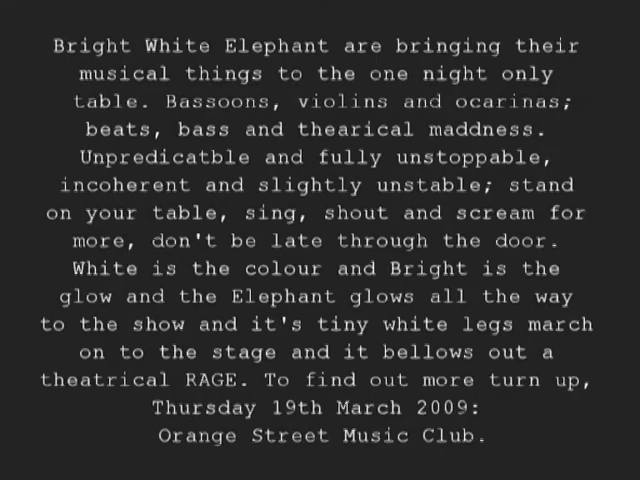 Bright White Elephant are bringing their
musical things to the one night only
table. Bassoons, violins and ocarinas;
beats, bass and thearical maddness.
Unpredicatble and fully unstoppable,
incoherent and slightly unstable; stand
on your table, sing, shout and scream for
more, don't be late through the door.
White is the colour and Bright is the
glow and the Elephant glows all the way
to the show and it's tiny white legs march
on to the stage and it bellows out a
theatrical RAGE. To find out more turn up,
Thursday 19th March 2009:
Orange Street Music Club.